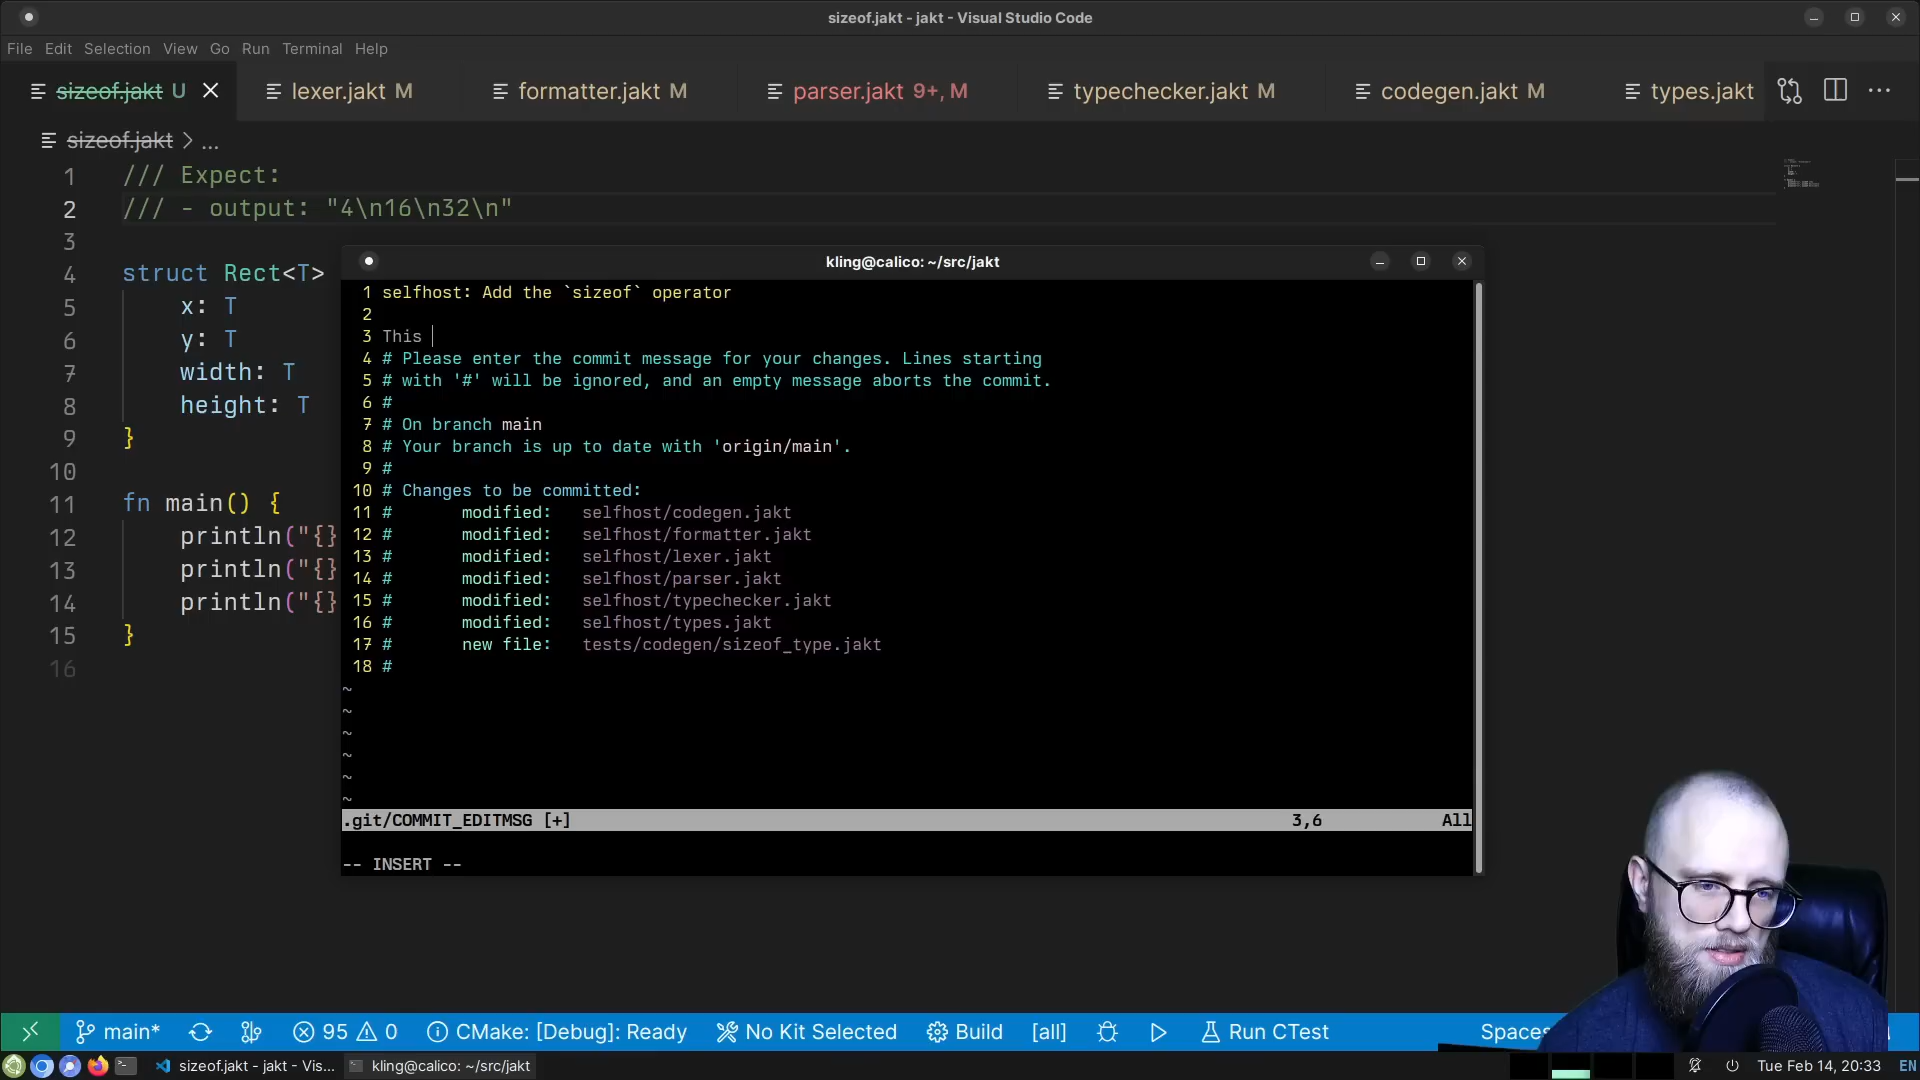 sizeof.jakt - jakt - Visual Studio Code
File Edit Selection View Go Run Terminal Help
sizeof.jakt U lexer.jakt M formatter.jakt M parser.jakt 9+, M typechecker.jakt M codegen.jakt M types.jakt
sizeof.jakt > ...
1 /// Expect:
2 /// - output: "4\n16\n32\n"
3
4 struct Rect<T>
5 x: T
6 y: T
7 width: T
8 height: T
9 }
10
11 fn main() {
12 println("{}
13 println("{}
14 println("{}
15 }
16
kling@calico: ~/src/jakt
1 selfhost: Add the `sizeof` operator
2
3 This
4 # Please enter the commit message for your changes. Lines starting
5 # with '#' will be ignored, and an empty message aborts the commit.
6 #
7 # On branch main
8 # Your branch is up to date with 'origin/main'.
9 #
10 # Changes to be committed:
11 # modified: selfhost/codegen.jakt
12 # modified: selfhost/formatter.jakt
13 # modified: selfhost/lexer.jakt
14 # modified: selfhost/parser.jakt
15 # modified: selfhost/typechecker.jakt
16 # modified: selfhost/types.jakt
17 # new file: tests/codegen/sizeof_type.jakt
18 #
~
~
~
~
~
~
.git/COMMIT_EDITMSG [+] 3,6 All
-- INSERT --
main* 95 0 CMake: [Debug]: Ready No Kit Selected Build [all] Run CTest Spaces
sizeof.jakt - jakt - Vis... kling@calico: ~/src/jakt Tue Feb 14, 20:33 EN